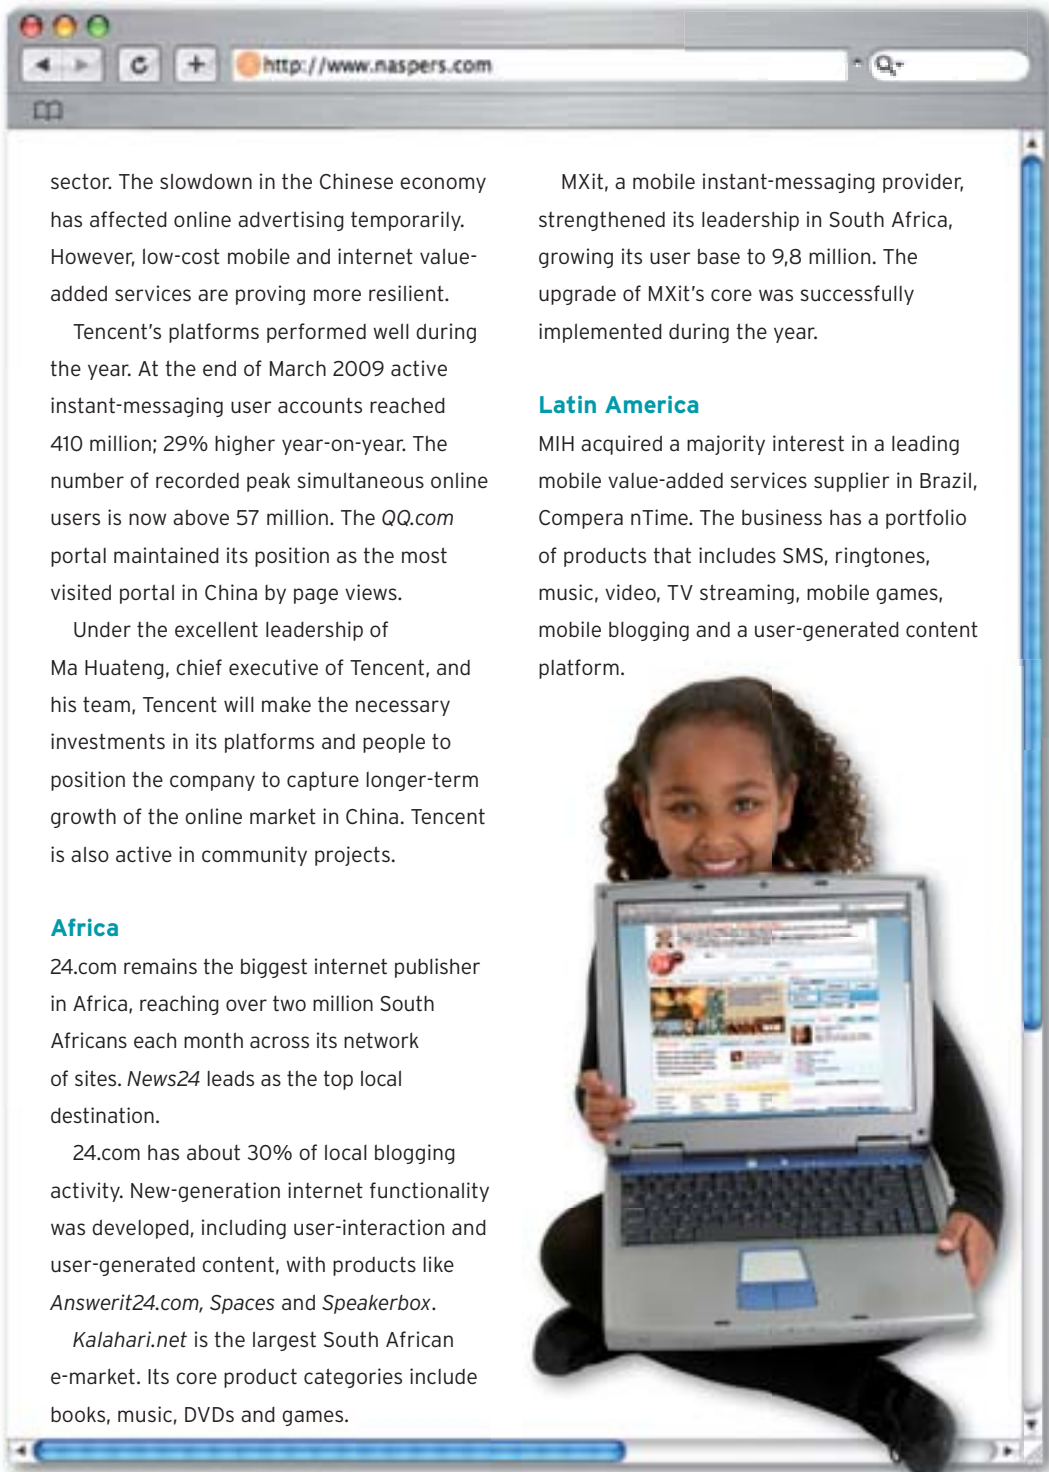 http://www.naspers.com
sector. The slowdown in the Chinese economy
has affected online advertising temporarily.
However, low-cost mobile and internet value-
added services are proving more resilient.
Tencent's platforms performed well during
the year. At the end of March 2009 active
instant-messaging user accounts reached
410 million; 29% higher year-on-year. The
number of recorded peak simultaneous online
users is now above 57 million. The QQ.com
portal maintained its position as the most
visited portal in China by page views.
Under the excellent leadership of
Ma Huateng, chief executive of Tencent, and
his team, Tencent will make the necessary
investments in its platforms and people to
position the company to capture longer-term
growth of the online market in China. Tencent
is also active in community projects.
Africa
24.com remains the biggest internet publisher
in Africa, reaching over two million South
Africans each month across its network
of sites. News24 leads as the top local
destination.
24.com has about 30% of local blogging
activity. New-generation internet functionality
was developed, including user-interaction and
user-generated content, with products like
Answerit24.com, Spaces and Speakerbox.
Kalahari.net is the largest South African
e-market. Its core product categories include
books, music, DVDs and games.
MXit, a mobile instant-messaging provider,
strengthened its leadership in South Africa,
growing its user base to 9,8 million. The
upgrade of MXit's core was successfully
implemented during the year.
Latin America
MIH acquired a majority interest in a leading
mobile value-added services supplier in Brazil,
Compera nTime. The business has a portfolio
of products that includes SMS, ringtones,
music, video, TV streaming, mobile games,
mobile blogging and a user-generated content
platform.